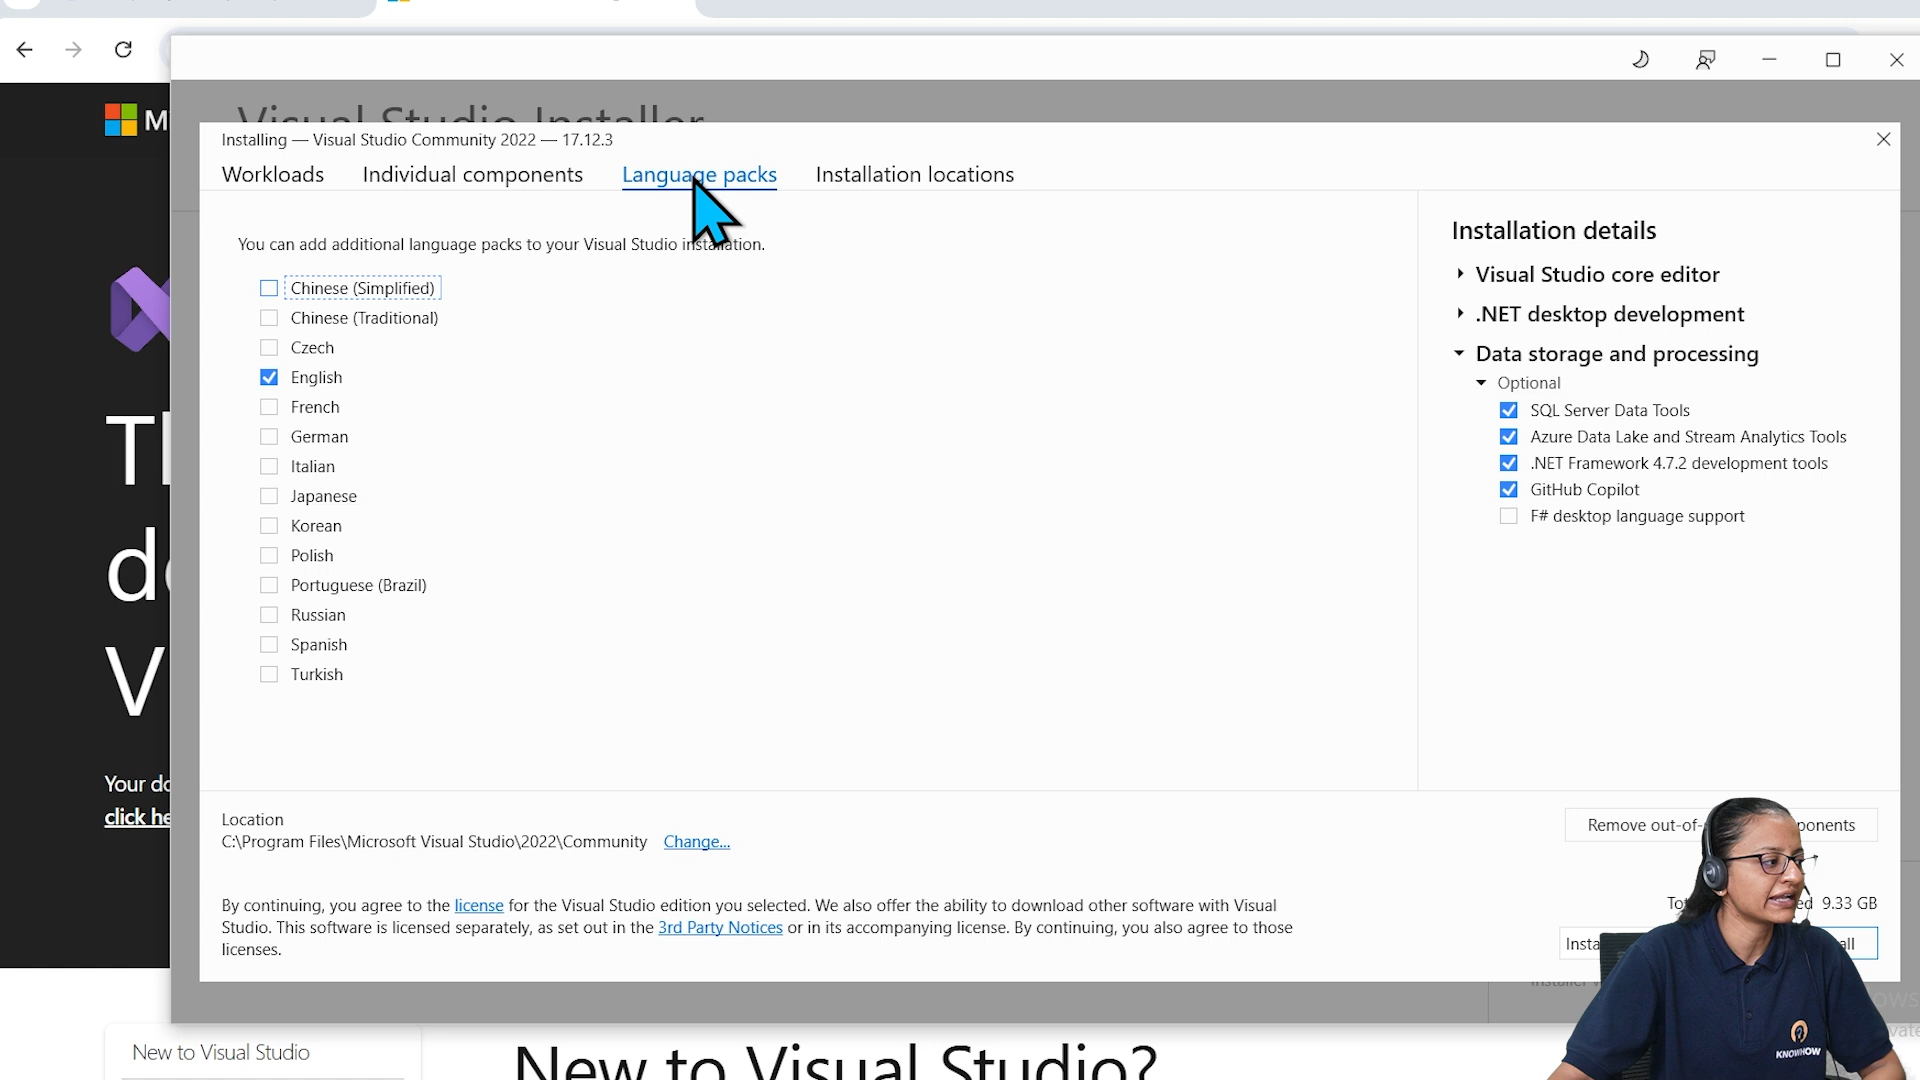 Visual Studio Installer
Installing — Visual Studio Community 2022 — 17.12.3
Workloads Individual components Language packs Installation locations
You can add additional language packs to your Visual Studio installation.
Chinese (Simplified)
Chinese (Traditional)
Czech
English
French
German
Italian
Japanese
Korean
Polish
Portuguese (Brazil)
Russian
Spanish
Turkish
Installation details
Visual Studio core editor
.NET desktop development
Data storage and processing
Optional
SQL Server Data Tools
Azure Data Lake and Stream Analytics Tools
.NET Framework 4.7.2 development tools
GitHub Copilot
F# desktop language support
Location
C:\Program Files\Microsoft Visual Studio\2022\Community Change...
Remove out-of-
9.33 GB
By continuing, you agree to the license for the Visual Studio edition you selected. We also offer the ability to download other software with Visual
Studio. This software is licensed separately, as set out in the 3rd Party Notices or in its accompanying license. By continuing, you also agree to those
licenses.
Your
click
New to Visual Studio
New to Visual Studio?
KNOWHOW